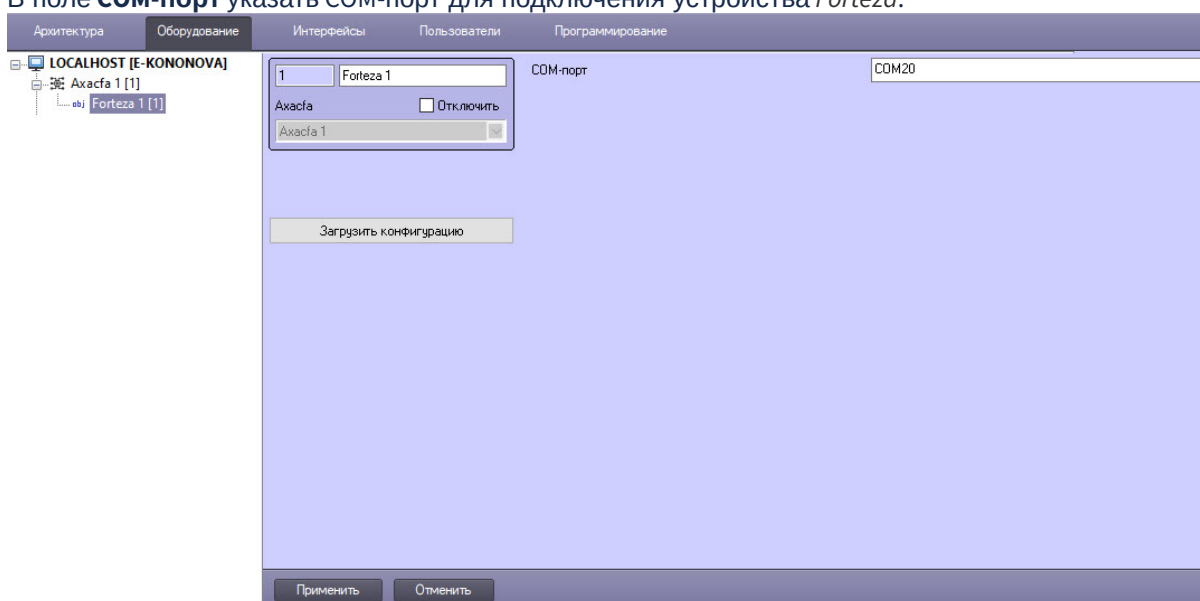 В поле COM-порт указать COM-порт для подключения устройства Forteza.
Архитектура Оборудование Интерфейсы Пользователи Программирование
LOCALHOST [E-KONONOVA]
Axacfa 1 [1]
obj Forteza 1 [1]
1 Forteza 1
Axacfa Отключить
Axacfa 1
Загрузить конфигурацию
COM-порт COM20
Применить Отменить